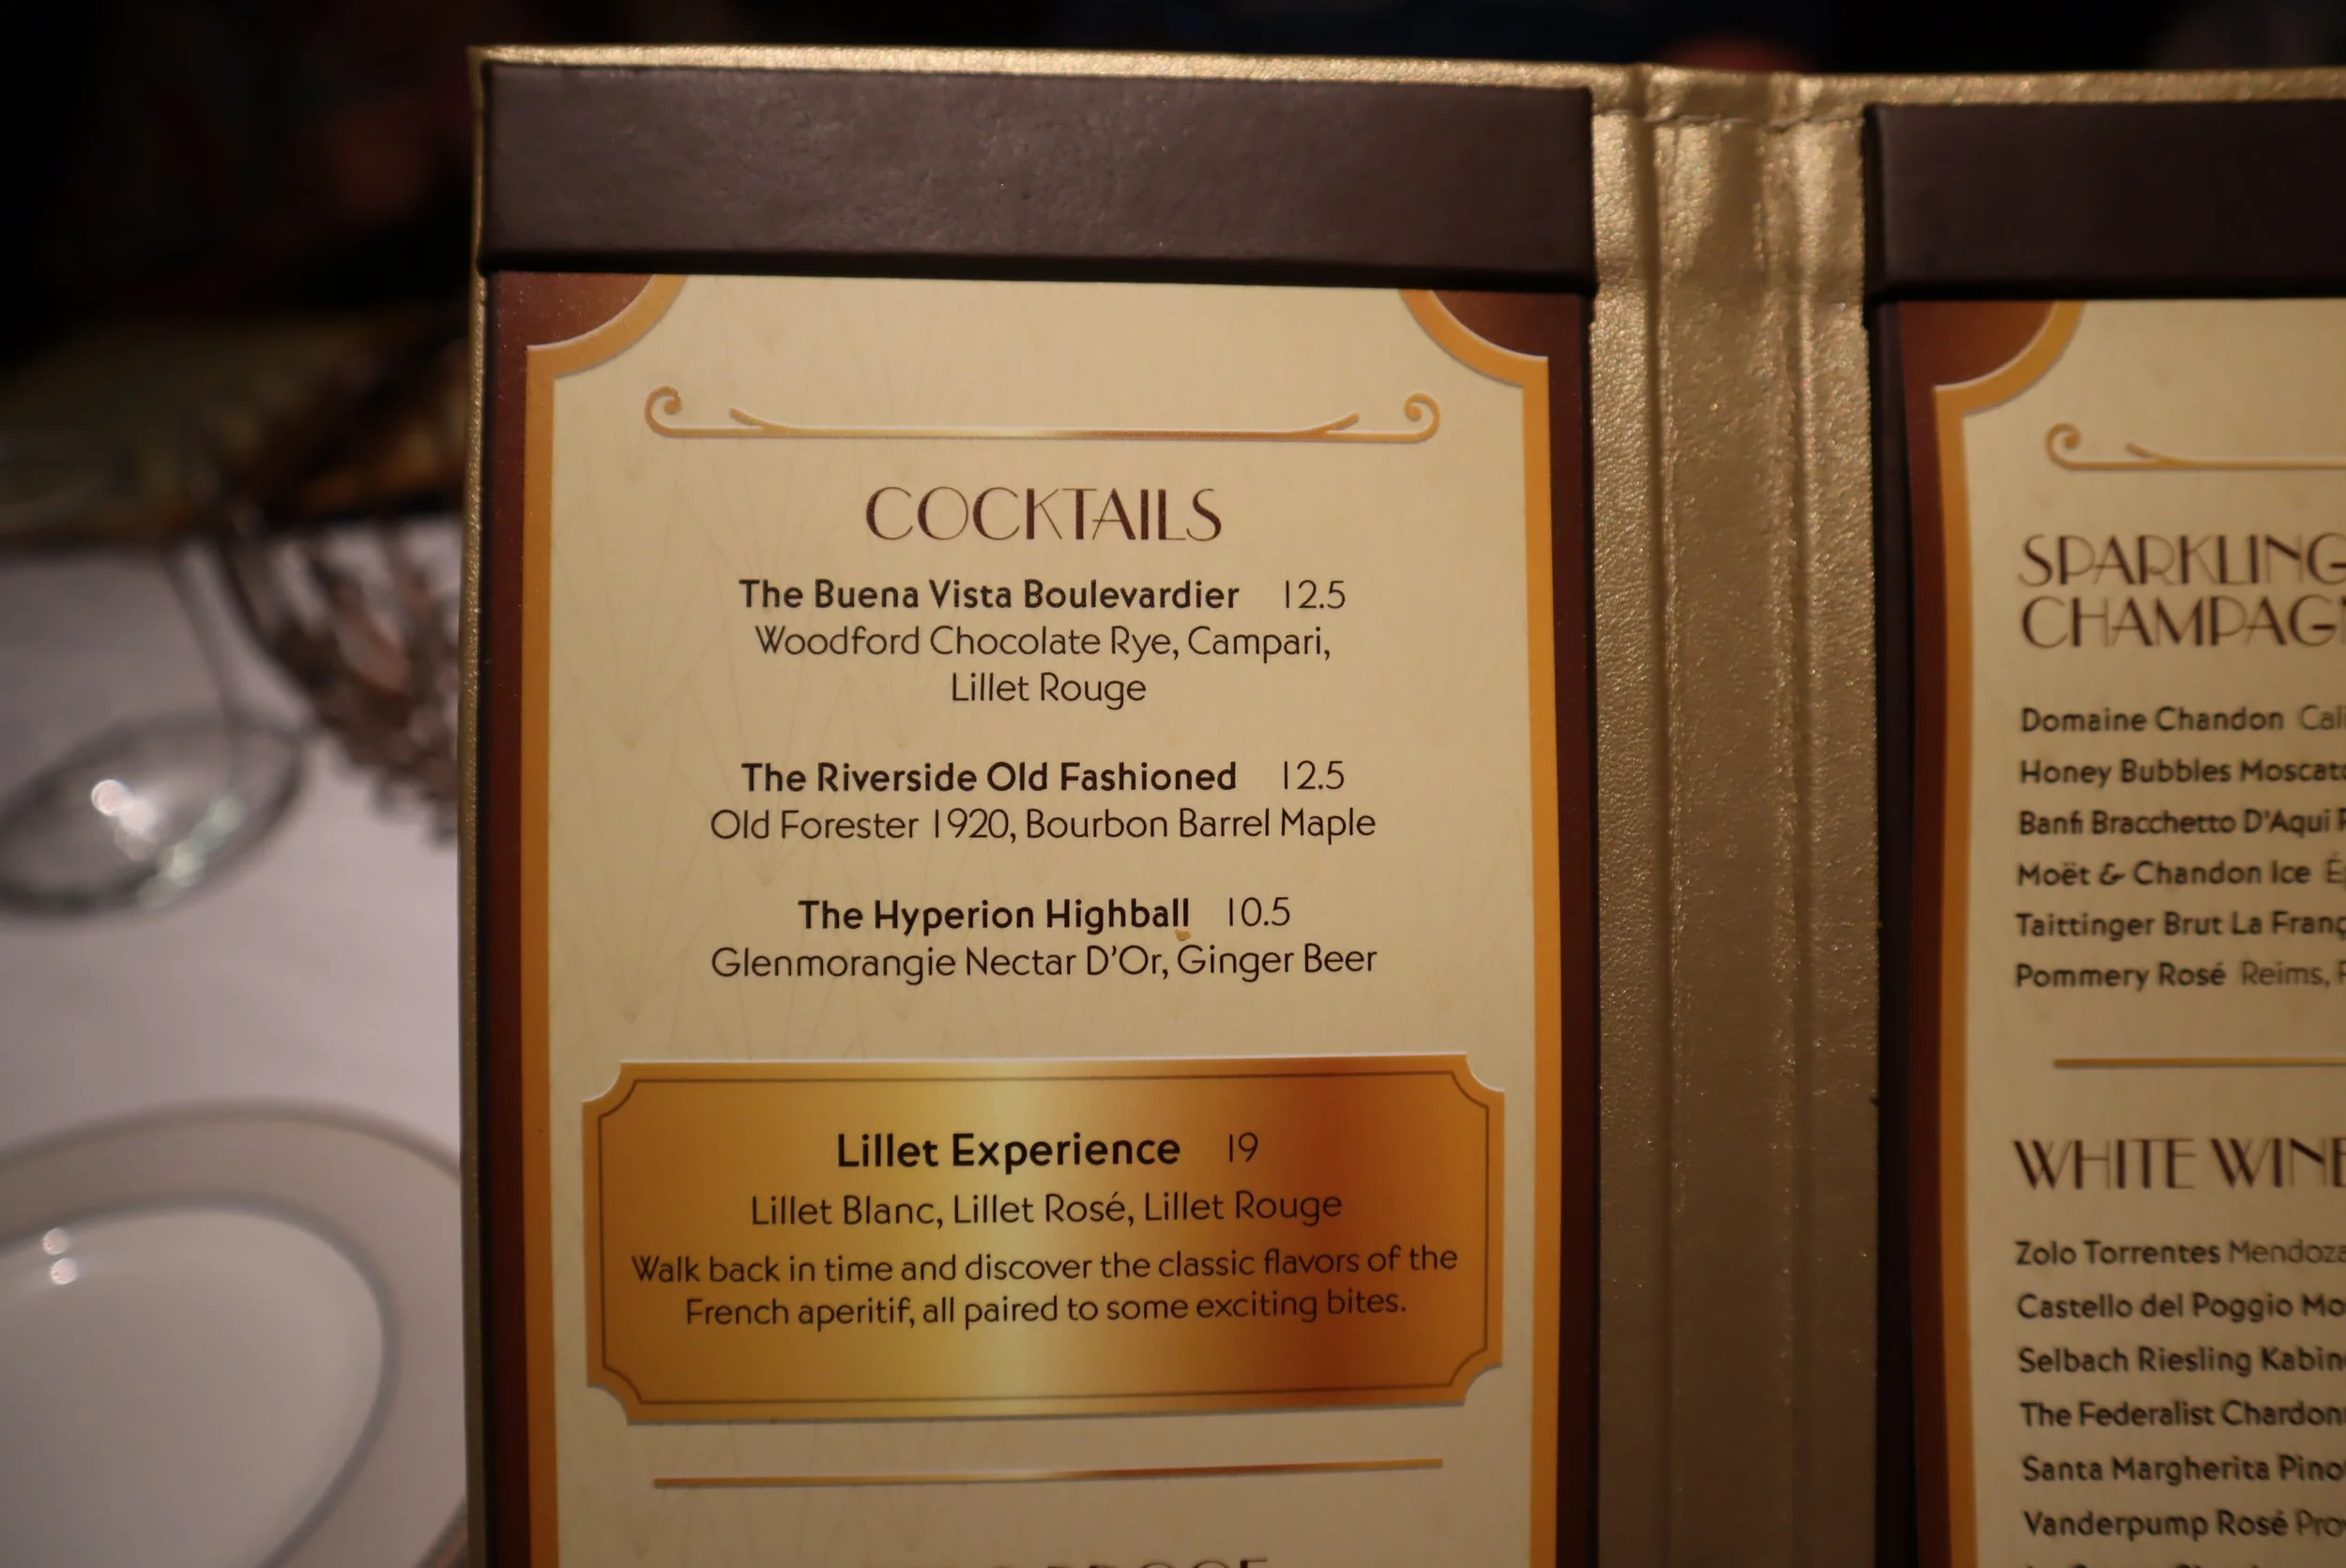 COCKTAILS
The Buena Vista Boulevardier 12.5
Woodford Chocolate Rye, Campari,
Lillet Rouge
The Riverside Old Fashioned 12.5
Old Forester 1920, Bourbon Barrel Maple
The Hyperion Highball 10.5
Glenmorangie Nectar D'Or, Ginger Beer
Lillet Experience 19
Lillet Blanc, Lillet Rosé, Lillet Rouge
Walk back in time and discover the classic flavors of the
French aperitif, all paired to some exciting bites.
SPARKLING
Domaine Chandon
Honey Bubbles
Banfi Bracchetto D'Aqui
Moët & Chandon Ice
Taittinger Brut La
Pommery Rosé Reims,
WHITE
Zolo Torrentes
Castello del Poggio
Selbach Riesling
The Federalist
Santa Margherita
Vanderpump Rosé